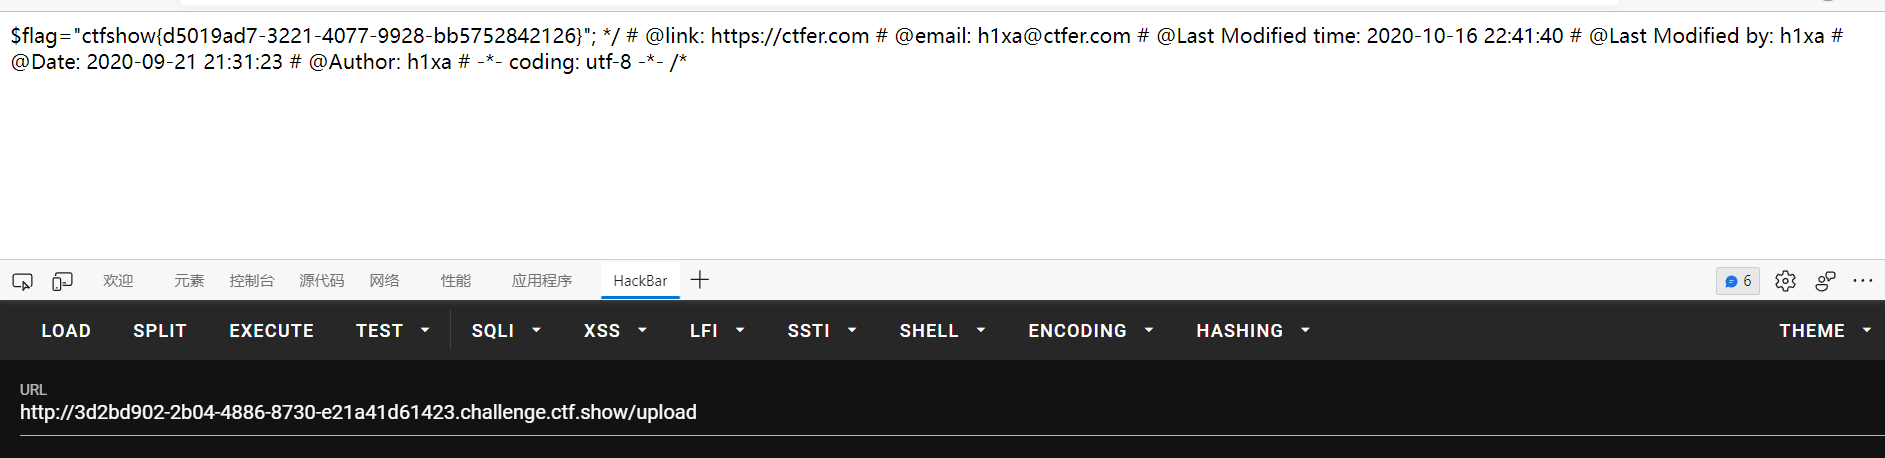 $flag="ctfshow{d5019ad7-3221-4077-9928-bb5752842126}"; */ # @link: https://ctfer.com # @email: h1xa@ctfer.com # @Last Modified time: 2020-10-16 22:41:40 # @Last Modified by: h1xa #
@Date: 2020-09-21 21:31:23 # @Author: h1xa # -*- coding: utf-8 -*- /*
欢迎 元素 控制台 源代码 网络 性能 应用程序 HackBar 6
LOAD SPLIT EXECUTE TEST SQLI XSS LFI SSTI SHELL ENCODING HASHING THEME
URL
http://3d2bd902-2b04-4886-8730-e21a41d61423.challenge.ctf.show/upload